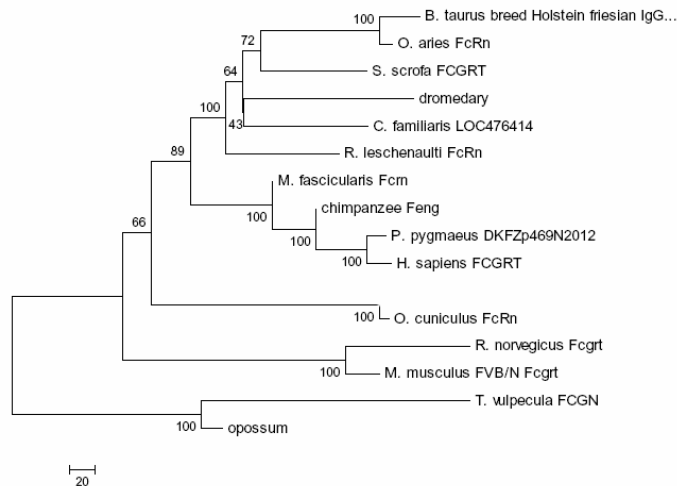 100 B. taurus breed Holstein friesian IgG...
O. aries FcRn
72
S. scrofa FCGRT
64
dromedary
100
43 C. familiaris LOC476414
R. leschenaulti FcRn
89
M. fascicularis Fcrn
100
chimpanzee Feng
100
P. pygmaeus DKFZp469N2012
66
100 H. sapiens FCGRT
100 O. cuniculus FcRn
R. norvegicus Fcgrt
100 M. musculus FVB/N Fcgrt
T. vulpecula FCGN
100 opossum
20